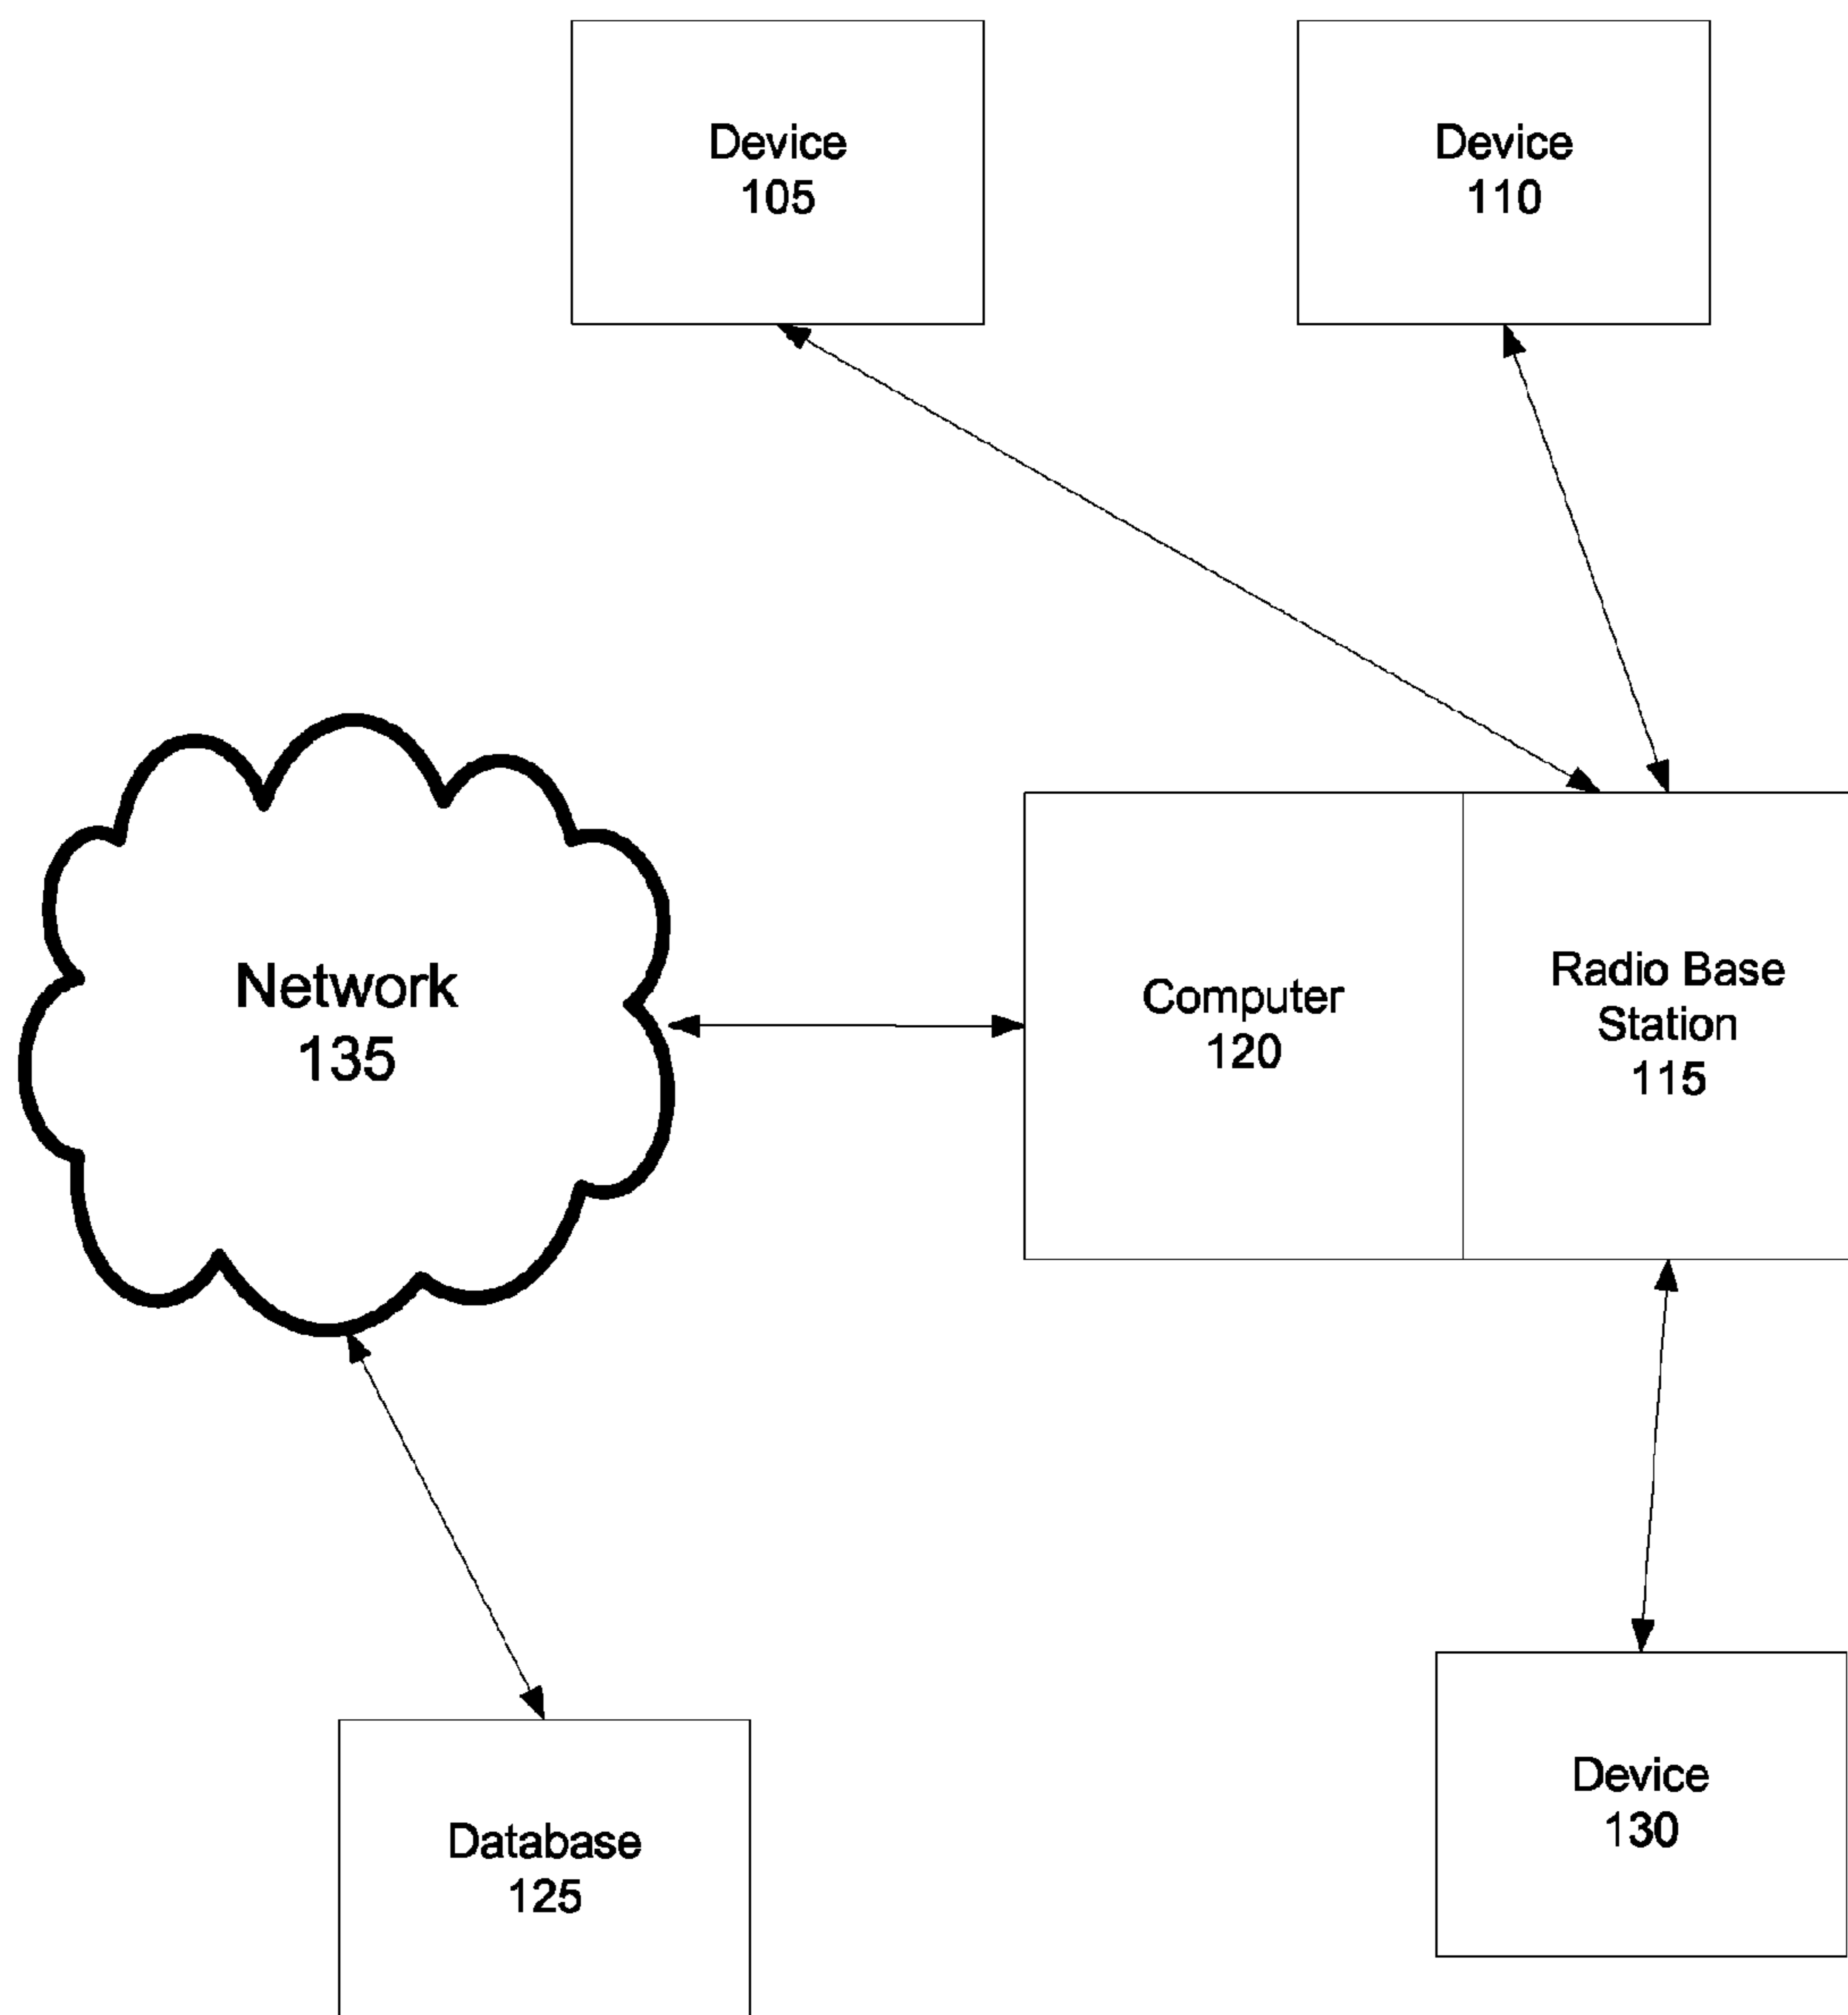 Device
105
Device
110
Network
135
Computer
120
Radio Base
Station
115
Device
130
Database
125